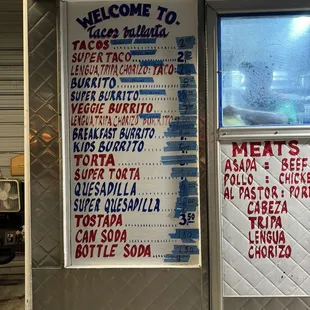 WELCOME TO-
Tacos Vallarta
TACOS
SUPER TACO
LENGUA, TRIPA, CHORIZO: TACO
BURRITO
SUPER BURRITO
VEGGIE BURRITO
LENGUA, TRIPA, CHORIZO BURRITO
BREAKFAST BURRITO
KIDS BURRITO
TORTA
SUPER TORTA
QUESADILLA
SUPER QUESADILLA
TOSTADA 3.50
CAN SODA
BOTTLE SODA
MEATS
ASADA : BEEF
POLLO : CHICKE
AL PASTOR: POR
CABEZA
TRIPA
LENGUA
CHORIZO